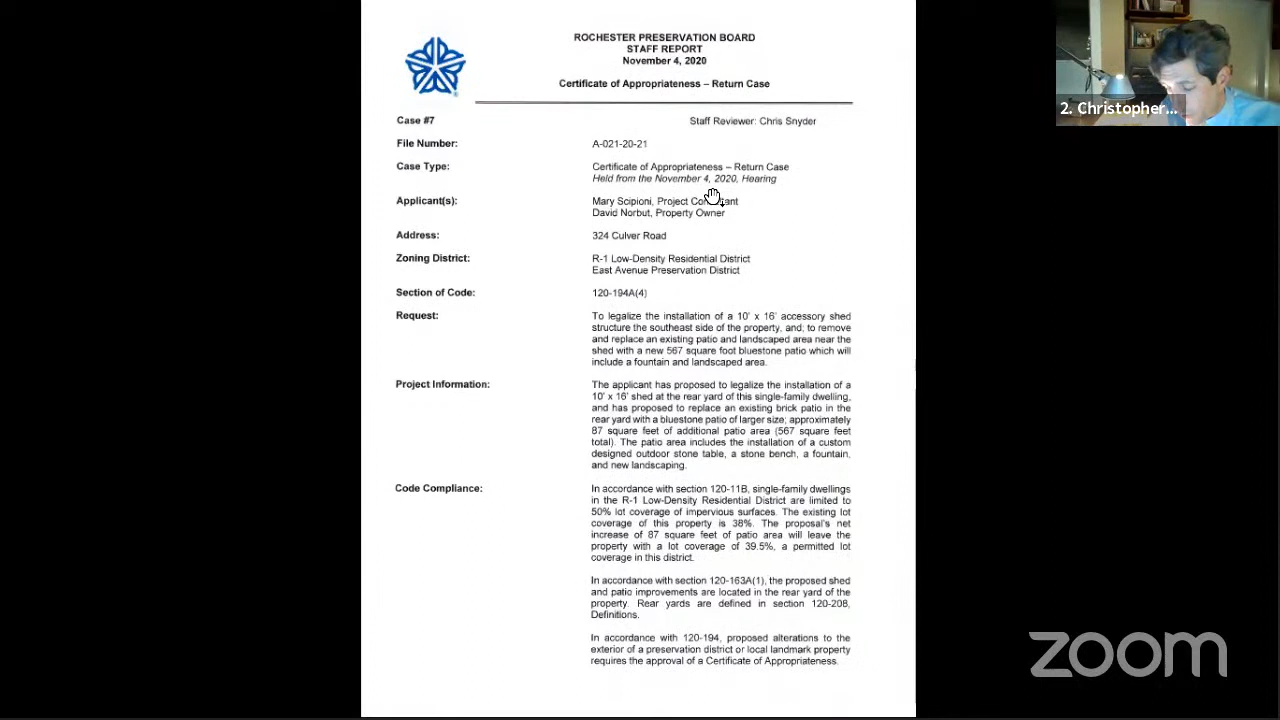 ROCHESTER PRESERVATION BOARD
STAFF REPORT
November 4, 2020
Certificate of Appropriateness – Return Case
Case #7
Staff Reviewer: Chris Snyder
File Number:
A-021-20-21
Case Type:
Certificate of Appropriateness – Return Case
Held from the November 4, 2020, Hearing
Applicant(s):
Mary Scipioni, Project
David Norbut, Property Owner
Address:
324 Culver Road
Zoning District:
R-1 Low-Density Residential District
East Avenue Preservation District
Section of Code:
120-194A(4)
Request:
To legalize the installation of a 10' x 16' accessory shed
structure the southeast side of the property, and; to remove
and replace an existing patio and landscaped area near the
shed with a new 567 square foot bluestone patio which will
include a fountain and landscaped area.
Project Information:
The applicant has proposed to legalize the installation of a
10' x 16' shed at the rear yard of this single-family dwelling,
and has proposed to replace an existing brick patio in the
rear yard with a bluestone patio of larger size; approximately
87 square feet of additional patio area (567 square feet
total). The patio area includes the installation of a custom
designed outdoor stone table, a stone bench, a fountain,
and new landscaping.
Code Compliance:
In accordance with section 120-11B, single-family dwellings
in the R-1 Low-Density Residential District are limited to
50% lot coverage of impervious surfaces. The existing lot
coverage of this property is 38%. The proposal's net
increase of 87 square feet of patio area will leave the
property with a lot coverage of 39.5%, a permitted lot
coverage in this district.
In accordance with section 120-163A(1), the proposed shed
and patio improvements are located in the rear yard of the
property. Rear yards are defined in section 120-208,
Definitions.
In accordance with 120-194, proposed alterations to the
exterior of a preservation district or local landmark property
requires the approval of a Certificate of Appropriateness.
2. Christopher...
zoom